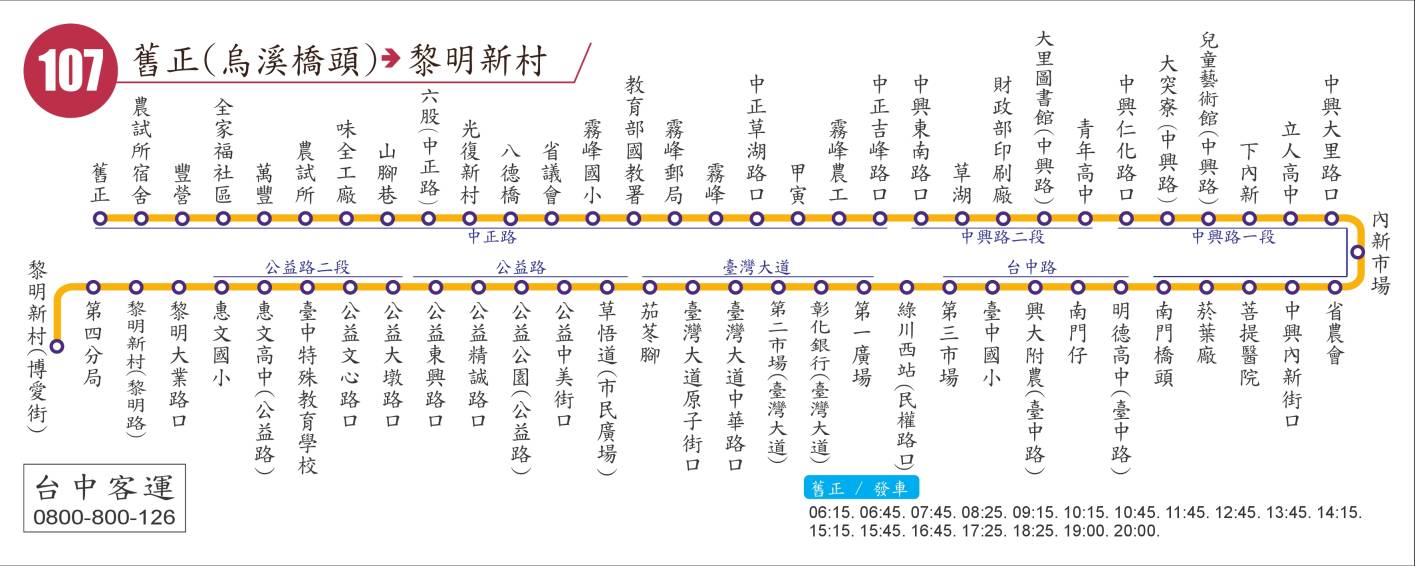 107
舊正(烏溪橋頭)➔黎明新村
舊正
農試所宿舍
豐營
全家福社區
萬豐
農試所
味全工廠
山腳巷
六股(中正路)
光復新村
八德橋
省議會
霧峰國小
教育部國教署
霧峰郵局
霧峰
中正草湖路口
甲寅
霧峰農工
中正吉峰路口
中興東南路口
草湖
財政部印刷廠
大里圖書館(中興路)
青年高中
中興仁化路口
大突寮(中興路)
兒童藝術館(中興路)
下內新
立人高中
中興大里路口
中正路
中興路二段
中興路一段
內新市場
公益路二段
公益路
臺灣大道
台中路
省農會
中興內新街口
菩提醫院
菸葉廠
南門橋頭
明德高中(臺中路)
南門仔
興大附農(臺中路)
臺中國小
第三市場
綠川西站(民權路口)
第一廣場
彰化銀行(臺灣大道)
第二市場(臺灣大道)
臺灣大道中華路口
臺灣大道原子街口
茄苳腳
草悟道(市民廣場)
公益中美街口
公益公園(公益路)
公益精誠路口
公益東興路口
公益大墩路口
公益文心路口
臺中特殊教育學校
惠文高中(公益路)
惠文國小
黎明大業路口
黎明新村(黎明路)
第四分局
黎明新村(博愛街)
台中客運
0800-800-126
舊正 / 發車
06:15. 06:45. 07:45. 08:25. 09:15. 10:15. 10:45. 11:45. 12:45. 13:45. 14:15.
15:15. 15:45. 16:45. 17:25. 18:25. 19:00. 20:00.